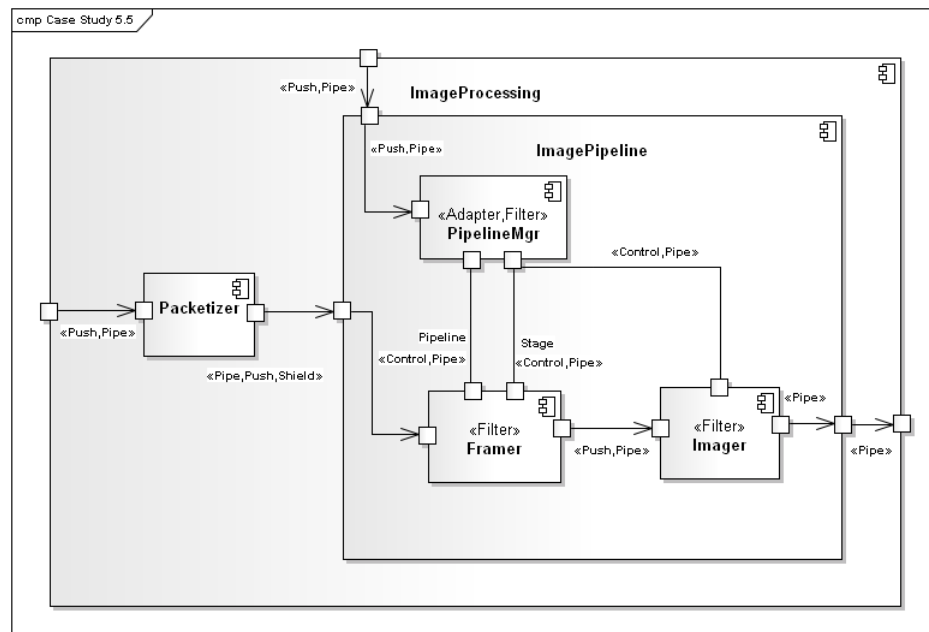 cmp Case Study 5.5
«Push,Pipe»
ImageProcessing
«Push,Pipe»
ImagePipeline
«Adapter,Filter»
PipelineMgr
«Control,Pipe»
Packetizer
«Push,Pipe»
«Pipe,Push,Shield»
Pipeline
«Control,Pipe»
Stage
«Control,Pipe»
«Filter»
Framer
«Push,Pipe»
«Filter»
Imager
«Pipe»
«Pipe»